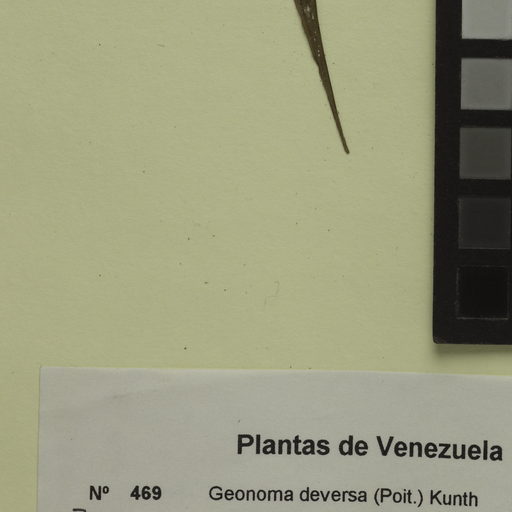 Plantas de Venezuela
Nº 469 Geonoma deversa (Poit.) Kunth